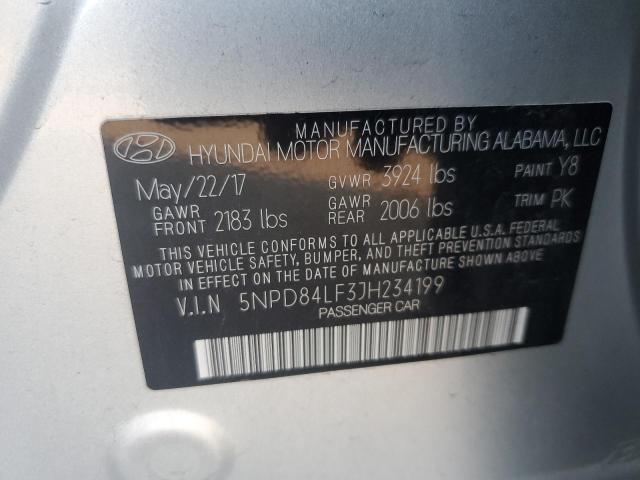 MANUFACTURED BY
HYUNDAI MOTOR MANUFACTURING ALABAMA, LLC
May/22/17 GVWR 3924 lbs PAINT Y8
GAWR FRONT 2183 lbs GAWR REAR 2006 lbs TRIM PK
THIS VEHICLE CONFORMS TO ALL APPLICABLE U.S.A. FEDERAL
MOTOR VEHICLE SAFETY, BUMPER, AND THEFT PREVENTION STANDARDS
IN EFFECT ON THE DATE OF MANUFACTURE SHOWN ABOVE
V.I.N 5NPD84LF3JH234199
PASSENGER CAR